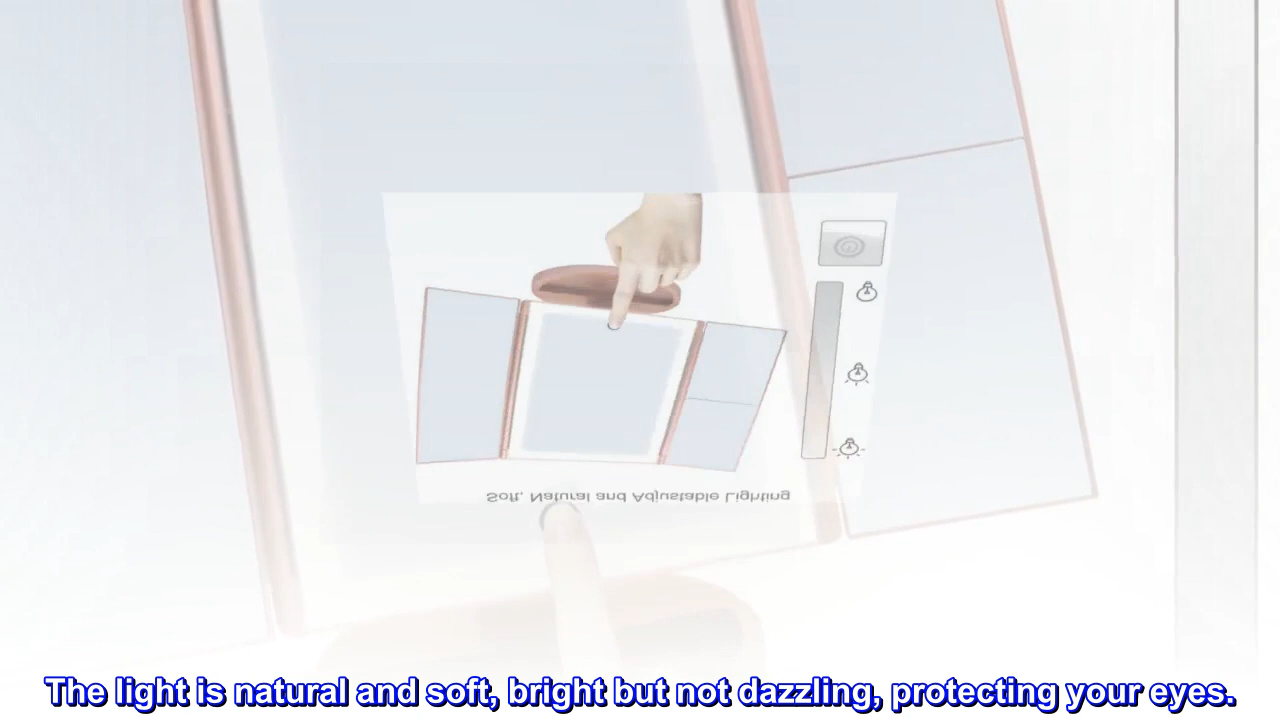 Soft, Natural and Adjustable Lighting
The light is natural and soft, bright but not dazzling, protecting your eyes.